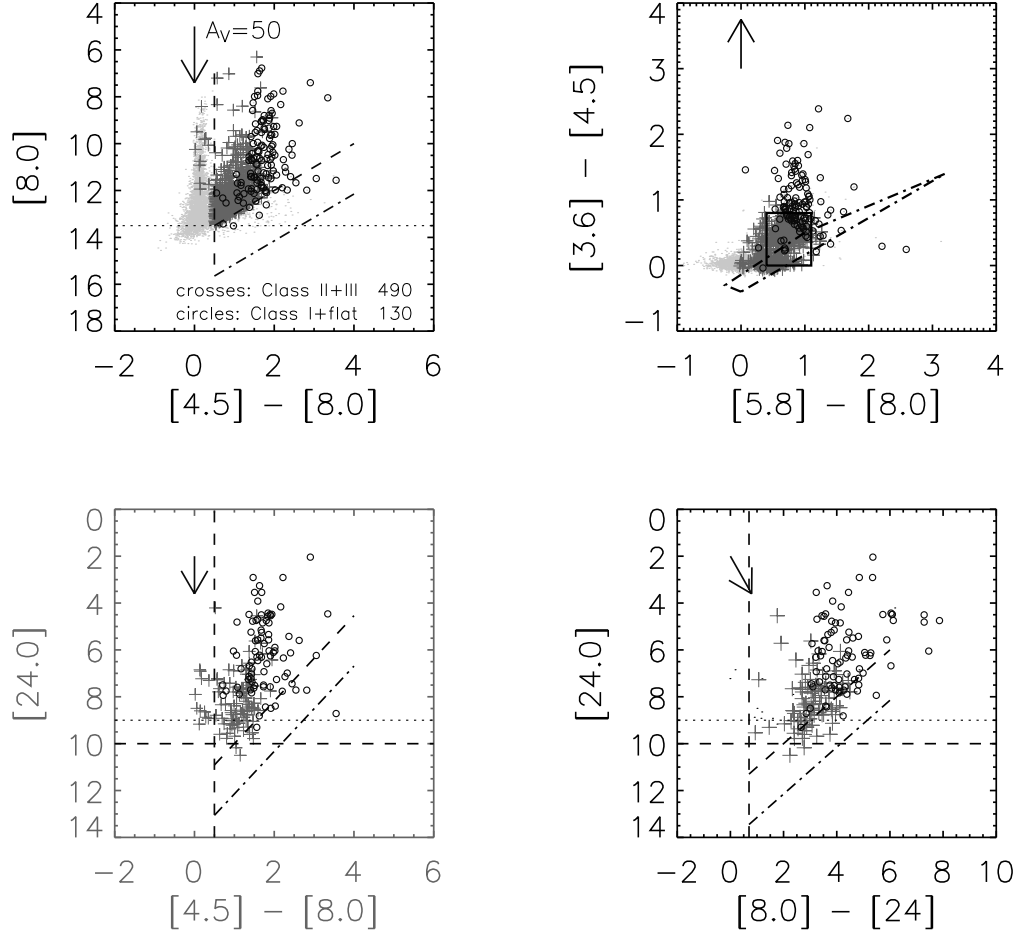 4
6
8
10
12
14
16
18
[8.0]
A_V=50
crosses: Class II+III 490
circles: Class I+flat 130
−2 0 2 4 6
[4.5] − [8.0]
4
3
2
1
0
−1
[3.6] − [4.5]
−1 0 1 2 3 4
[5.8] − [8.0]
0
2
4
6
8
10
12
14
[24.0]
−2 0 2 4 6
[4.5] − [8.0]
0
2
4
6
8
10
12
14
[24.0]
−2 0 2 4 6 8 10
[8.0] − [24]